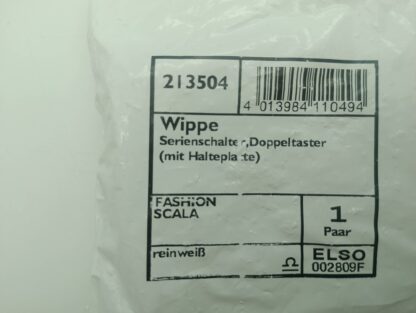 213504
4 013984 110494
Wippe
Serienschalter,Doppeltaster
(mit Halteplatte)
FASHION
SCALA
1
Paar
reinweiß
ELSO
002809F